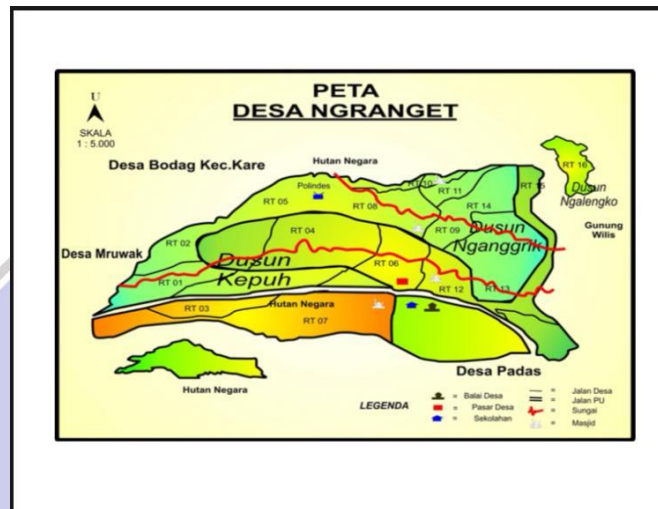 PETA
DESA NGRANGET
U
SKALA
1 : 5.000
Desa Bodag Kec.Kare
Hutan Negara
RT 16
Polindes
RT 10
RT 11
RT 15
Dusun
Ngalengko
RT 05
RT 08
RT 14
RT 09
Dusun
Nganggrik
Gunung
Wilis
RT 04
RT 02
Desa Mruwak
Dusun
Kepuh
RT 06
RT 01
RT 12
RT 13
RT 03
Hutan Negara
RT 07
Desa Padas
Hutan Negara
LEGENDA
= Balai Desa
= Pasar Desa
= Sekolahan
= Jalan Desa
= Jalan PU
= Sungai
= Masjid